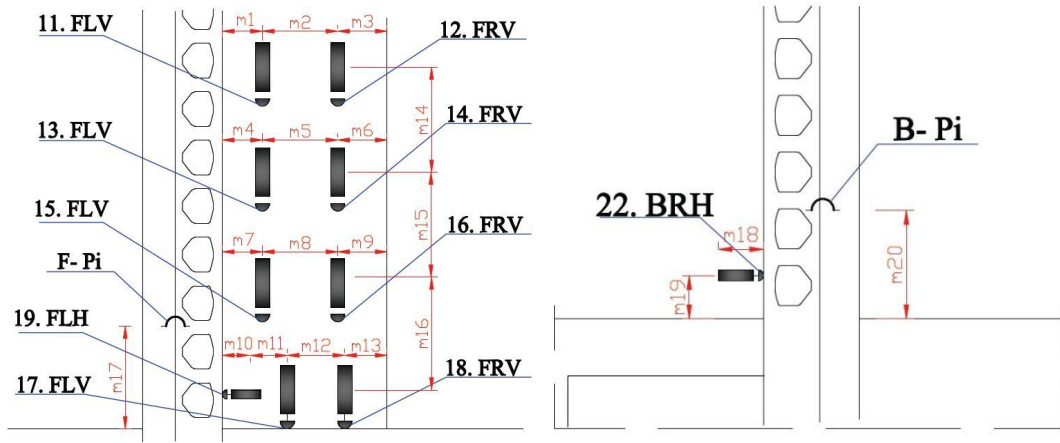 m1 m2 m3
11. FLV
12. FRV
m14
13. FLV
14. FRV
m4 m5 m6
m15
15. FLV
16. FRV
m7 m8 m9
F- Pi
m16
19. FLH
m17
m10 m11 m12 m13
17. FLV
18. FRV
B- Pi
22. BRH
m18
m19
m20